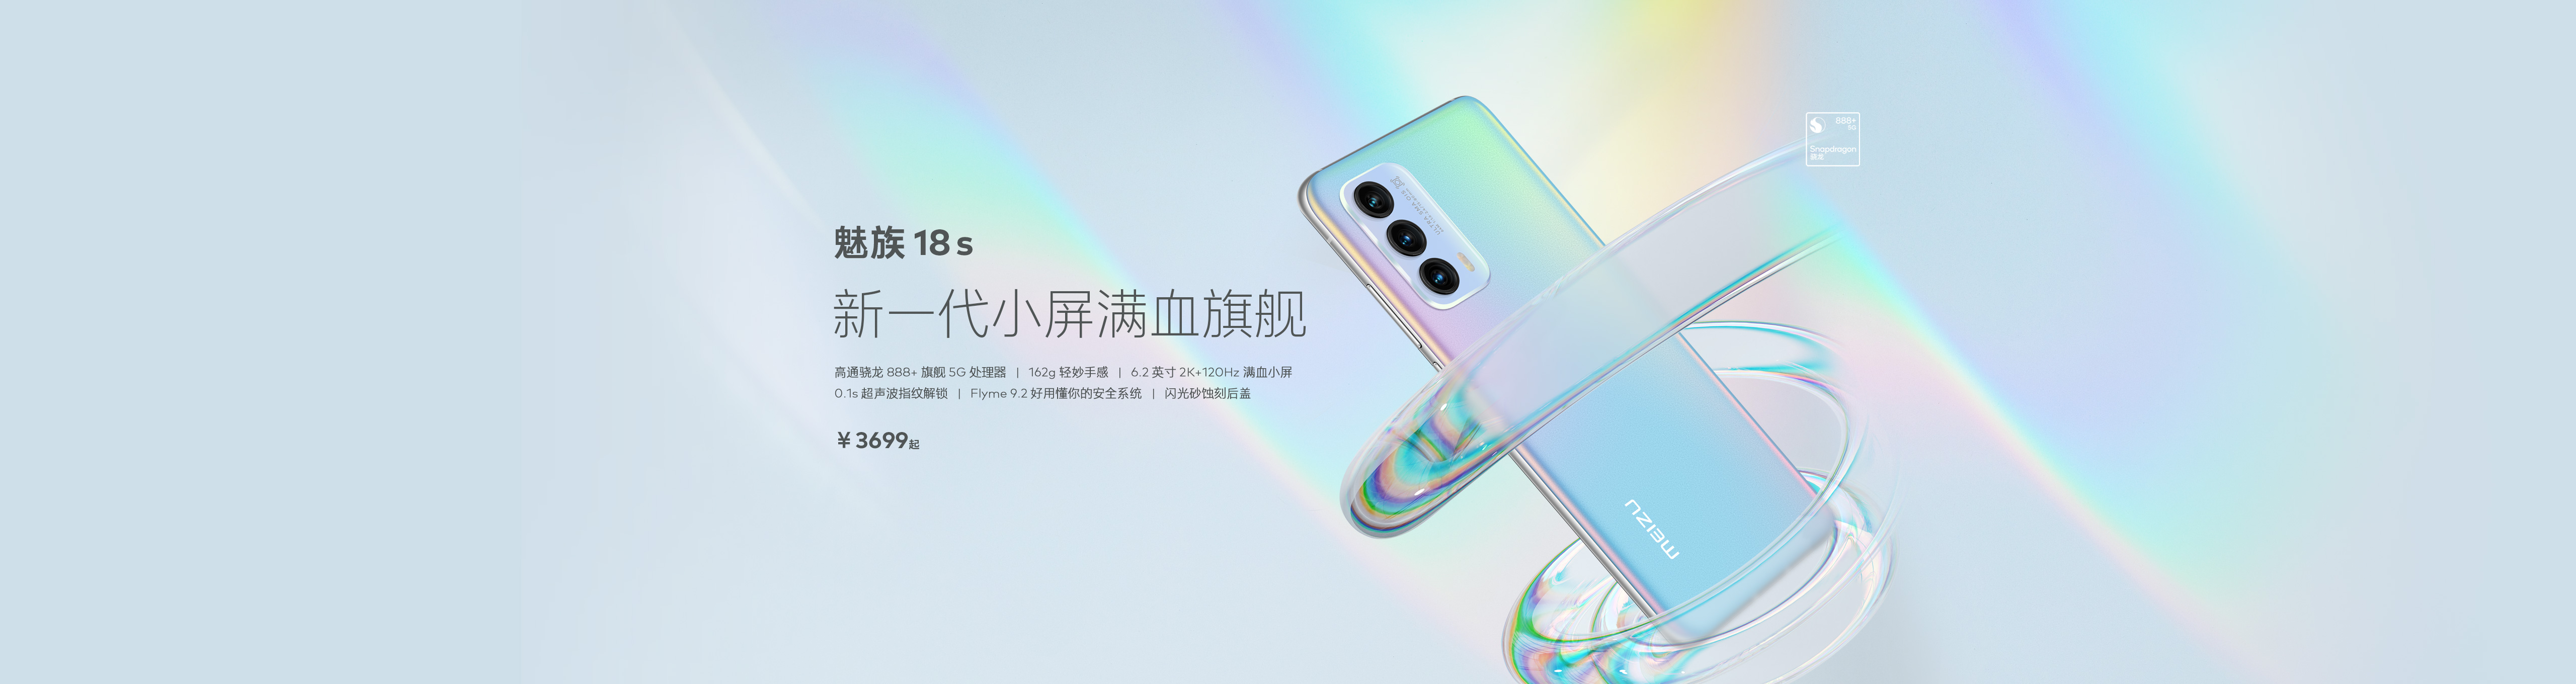 魅族 18 s
新一代小屏满血旗舰
高通骁龙 888+ 旗舰 5G 处理器 | 162g 轻妙手感 | 6.2 英寸 2K+120Hz 满血小屏
0.1s 超声波指纹解锁 | Flyme 9.2 好用懂你的安全系统 | 闪光砂蚀刻后盖
¥ 3699起
888+
5G
Snapdragon
骁龙
MEIZU